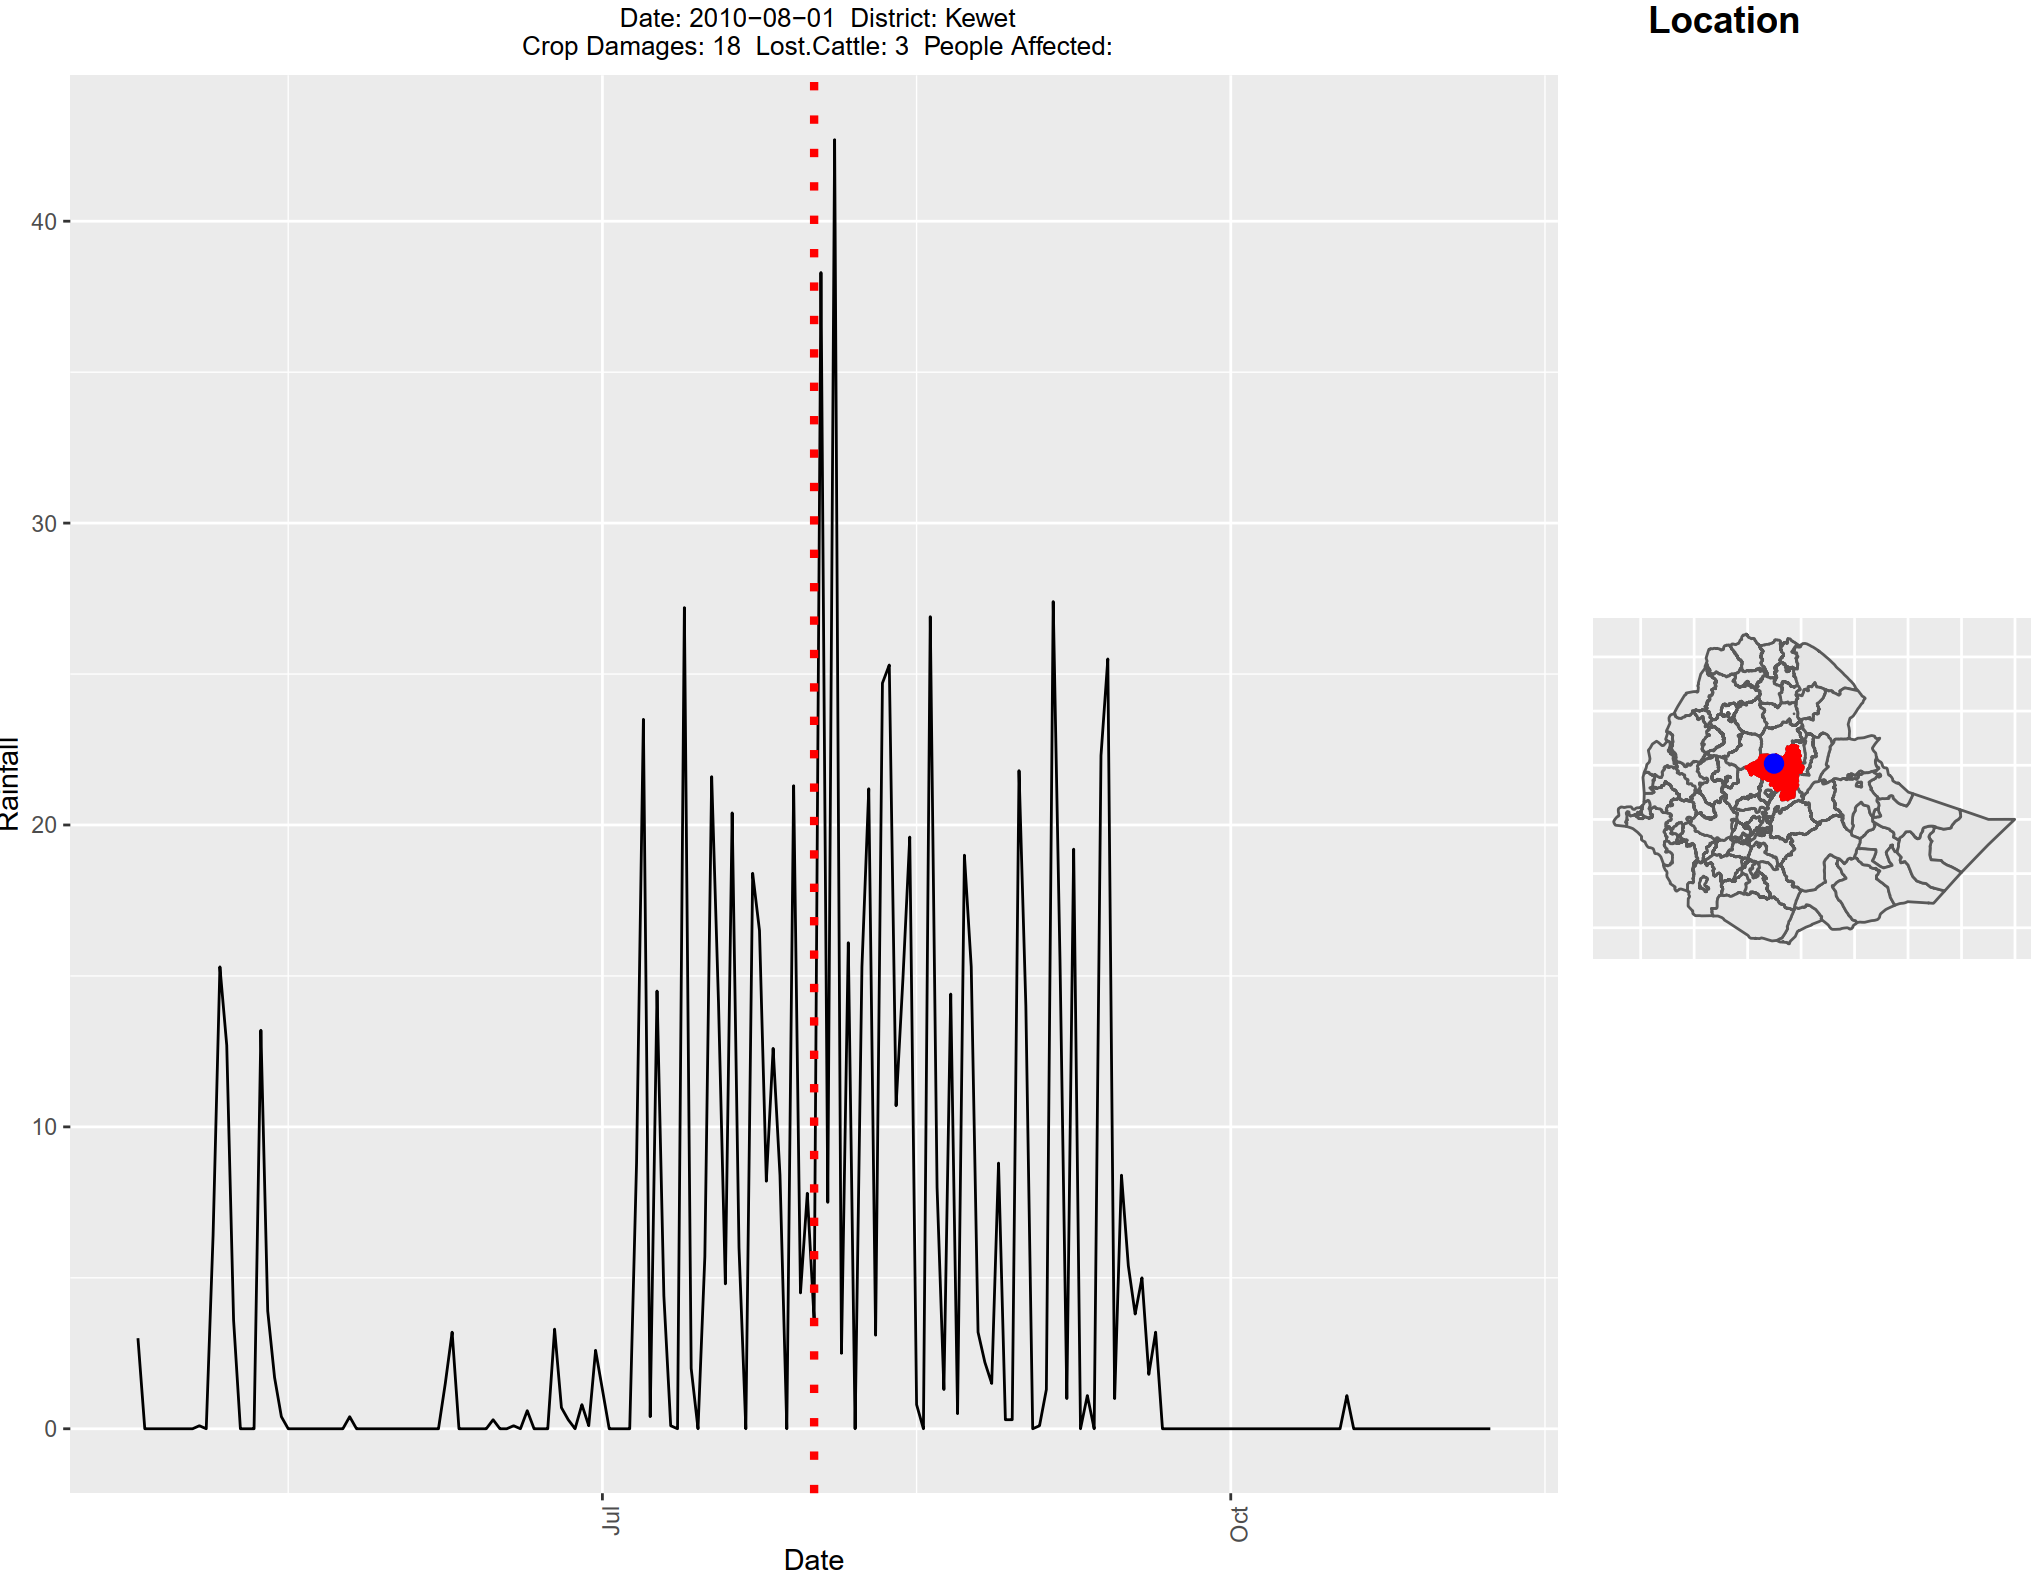 Date: 2010−08−01  District: Kewet
Crop Damages: 18  Lost.Cattle: 3  People Affected:
Location
40
30
20
10
0
Rainfall
Jul
Oct
Date